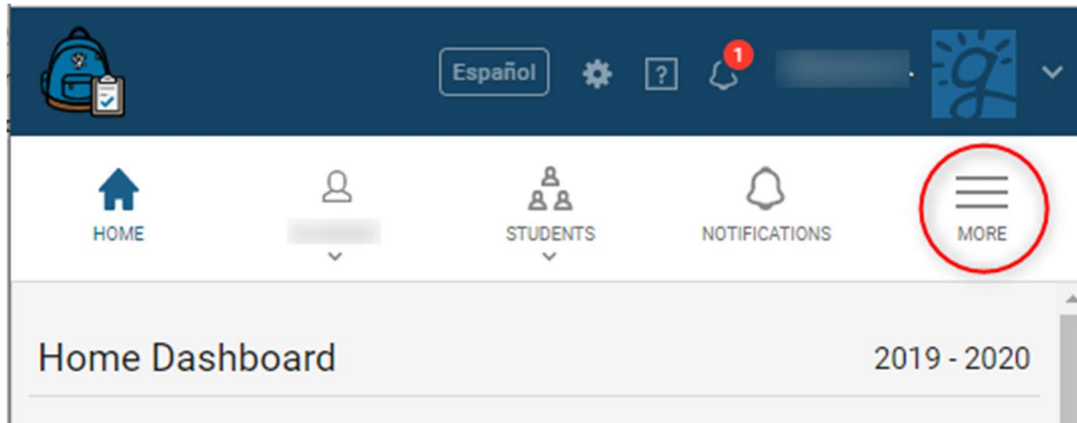 Español ? 1
HOME STUDENTS NOTIFICATIONS MORE
Home Dashboard 2019 - 2020